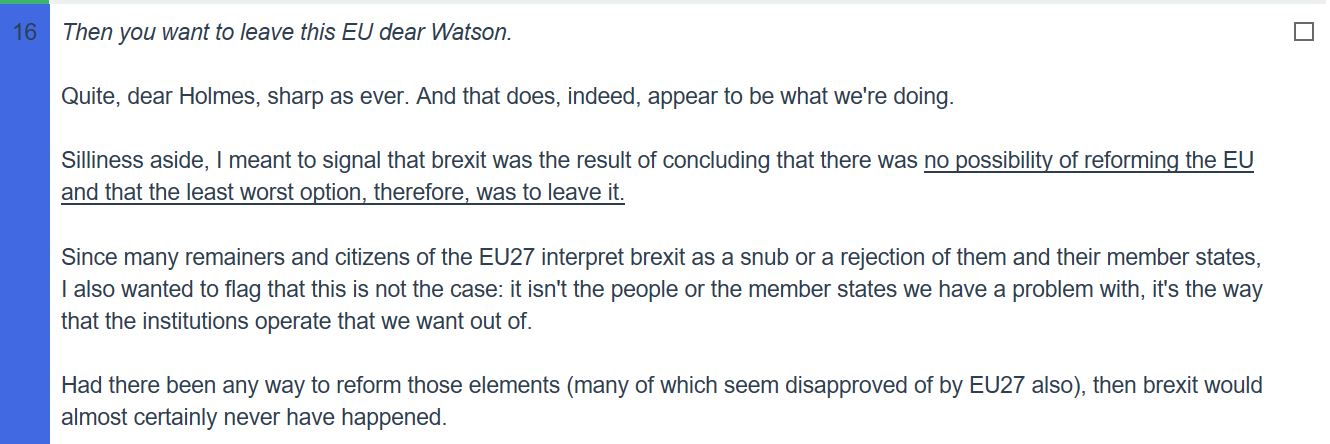 16 Then you want to leave this EU dear Watson.
Quite, dear Holmes, sharp as ever. And that does, indeed, appear to be what we're doing.
Silliness aside, I meant to signal that brexit was the result of concluding that there was no possibility of reforming the EU
and that the least worst option, therefore, was to leave it.
Since many remainers and citizens of the EU27 interpret brexit as a snub or a rejection of them and their member states,
I also wanted to flag that this is not the case: it isn't the people or the member states we have a problem with, it's the way
that the institutions operate that we want out of.
Had there been any way to reform those elements (many of which seem disapproved of by EU27 also), then brexit would
almost certainly never have happened.